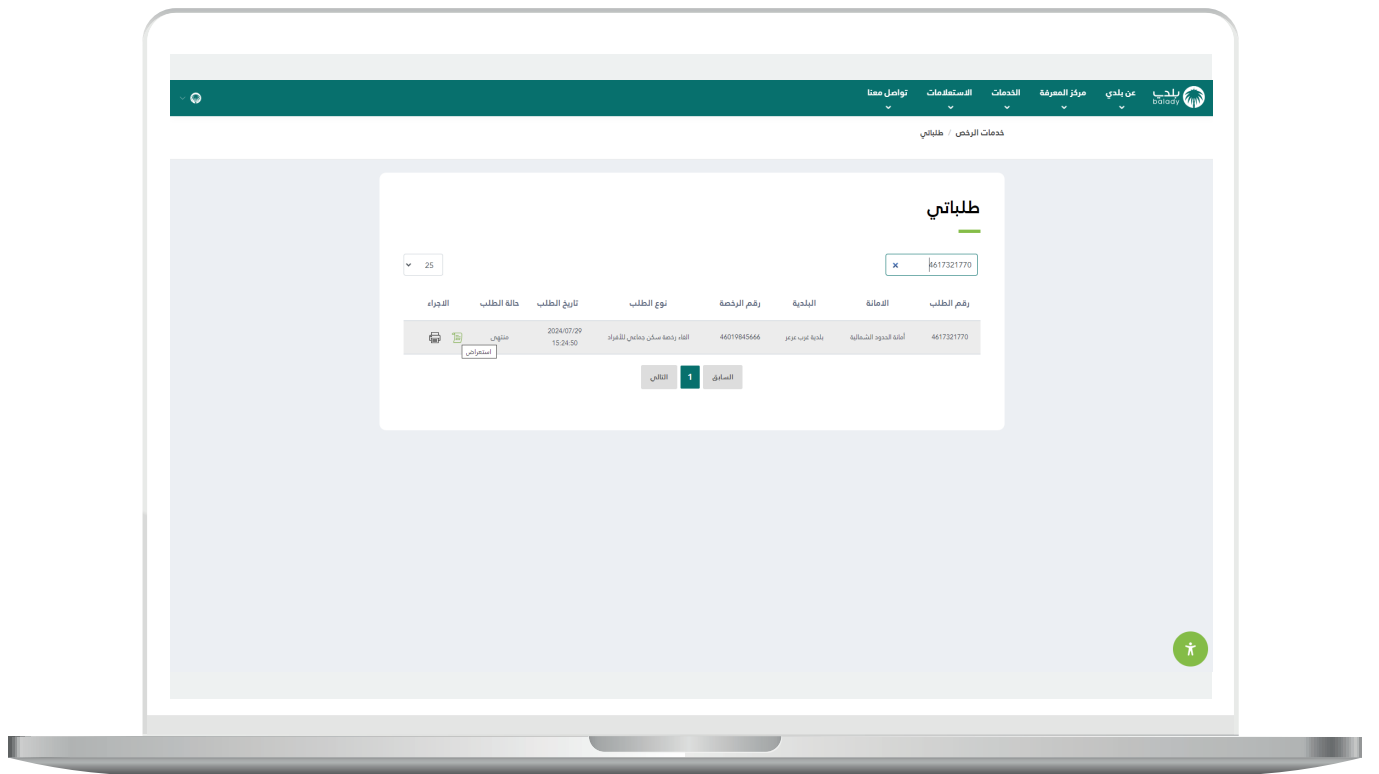 بلدي
balady
عن بلدي
مركز المعرفة
الخدمات
الاستعلامات
تواصل معنا
خدمات الرخص / طلباتي
طلباتي
4617321770
25
رقم الطلب الامانة البلدية رقم الرخصة نوع الطلب تاريخ الطلب حالة الطلب الاجراء
4617321770 أمانة الحدود الشمالية بلدية غرب عرعر 46019845666 الغاء رخصة سكن جماعي للأفراد 2024/07/29 منتهي
15:24:50
استعراض
السابق 1 التالي